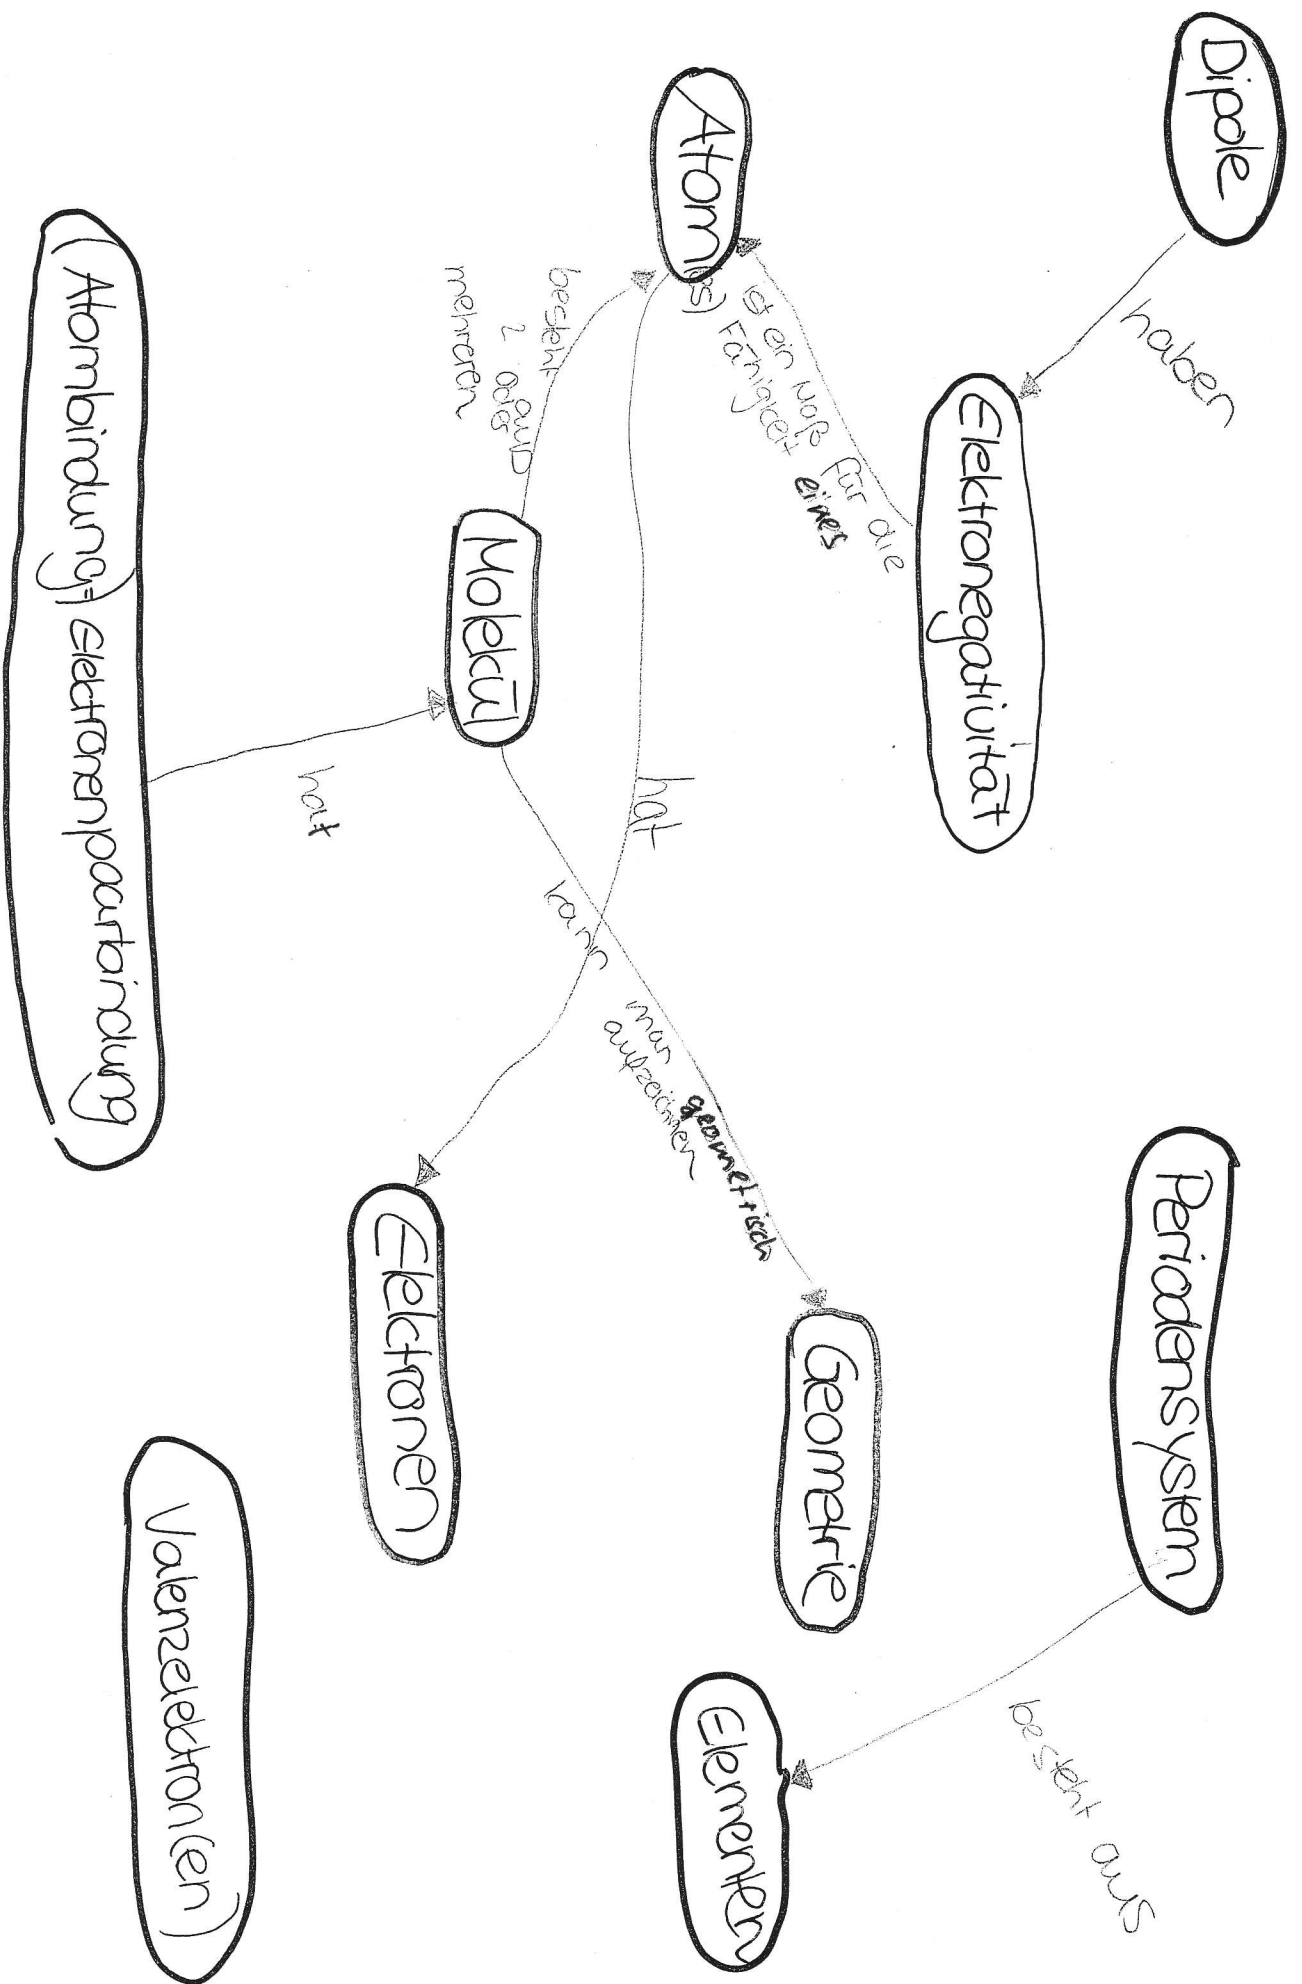 Dipole
haben
Elektronegativität
ist ein Maß für die
Fähigkeit eines
Atom(es)
besteht aus
2 oder
mehreren
Molekül
hat
hat
kann man geometrisch
aufzeichnen
Geometrie
Elektronen
(Atombindung=) Elektronenpaarbindung
Periodensystem
besteht aus
Elementen
Valenzelektron(en)